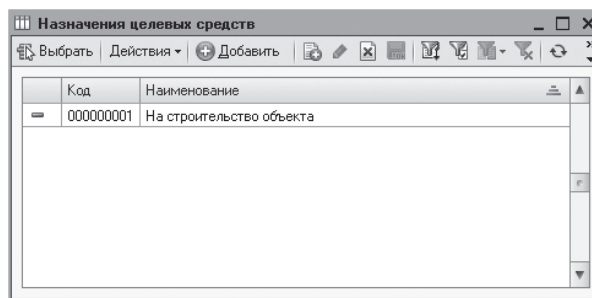 Назначения целевых средств
Выбрать Действия Добавить
Код Наименование
000000001 На строительство объекта